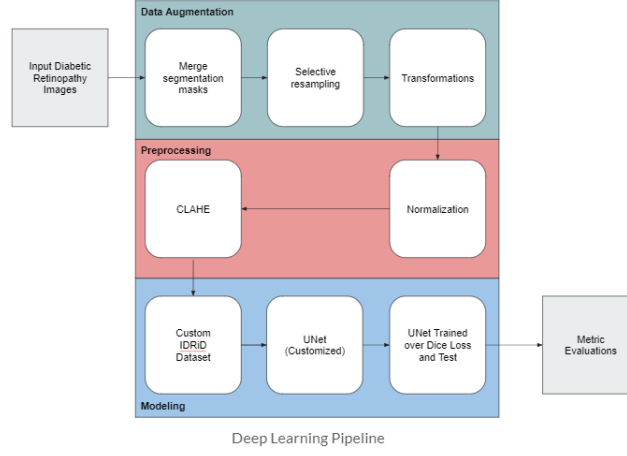 Data Augmentation
Input Diabetic
Retinopathy
Images
Merge
segmentation
masks
Selective
resampling
Transformations
Preprocessing
CLAHE
Normalization
Custom
IDRiD
Dataset
UNet
(Customized)
UNet Trained
over Dice Loss
and Test
Metric
Evaluations
Modeling
Deep Learning Pipeline